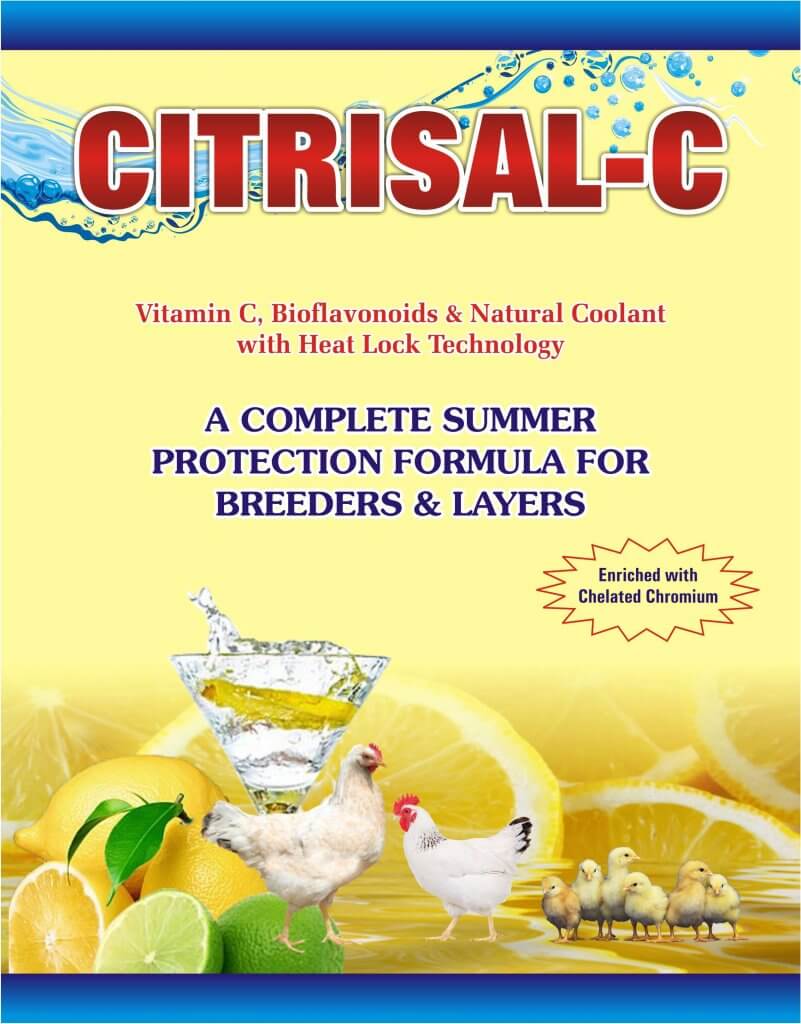 CITRISAL-C
Vitamin C, Bioflavonoids & Natural Coolant
with Heat Lock Technology
A COMPLETE SUMMER
PROTECTION FORMULA FOR
BREEDERS & LAYERS
Enriched with
Chelated Chromium